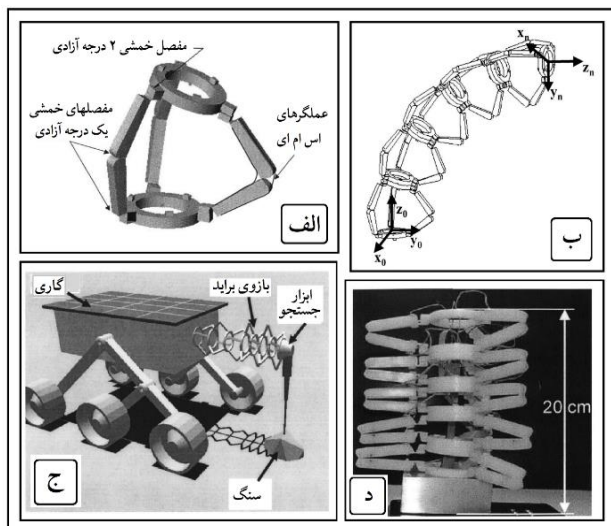 مفصل خمشی ۲ درجه آزادی
مفصلهای خمشی
یک درجه آزادی
عملگرهای
اس ام ای
الف
xₙ
zₙ
yₙ
z₀
y₀
x₀
ب
گاری
بازوی براید
ابزار
جستجو
سنگ
ج
20 cm
د